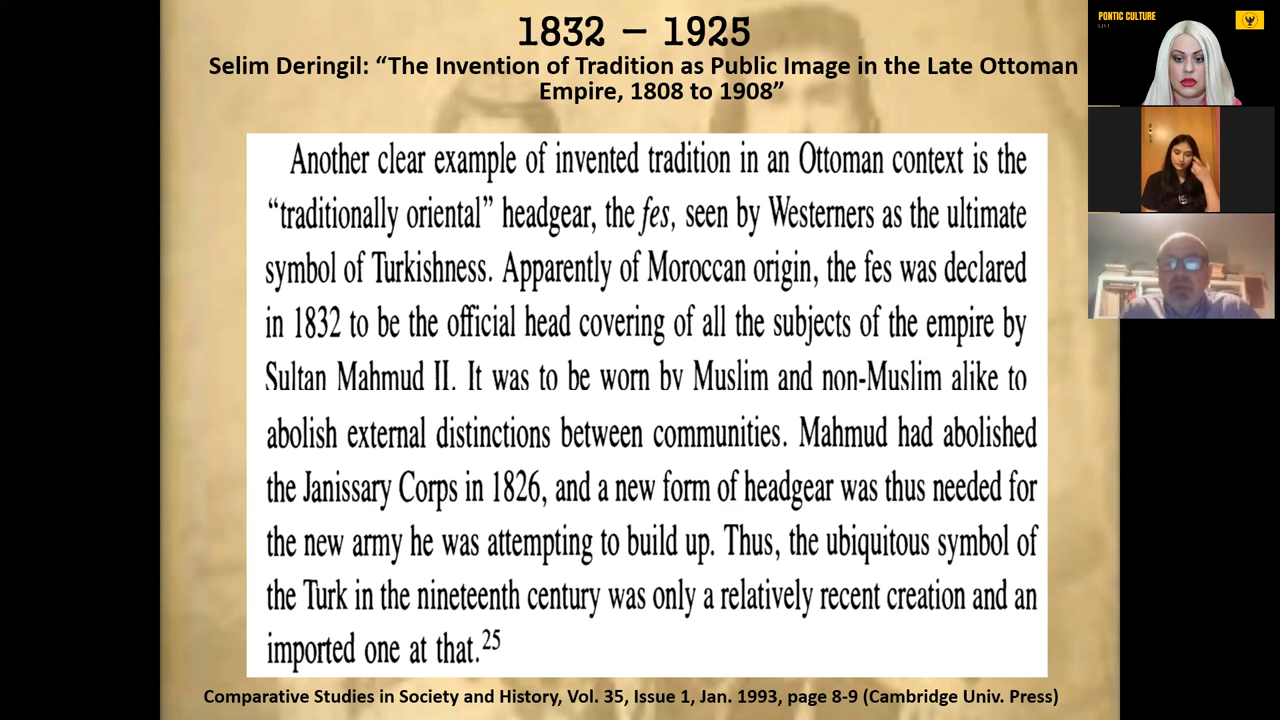 1832 – 1925
Selim Deringil: “The Invention of Tradition as Public Image in the Late Ottoman
Empire, 1808 to 1908”
Another clear example of invented tradition in an Ottoman context is the
“traditionally oriental” headgear, the fes, seen by Westerners as the ultimate
symbol of Turkishness. Apparently of Moroccan origin, the fes was declared
in 1832 to be the official head covering of all the subjects of the empire by
Sultan Mahmud II. It was to be worn by Muslim and non-Muslim alike to
abolish external distinctions between communities. Mahmud had abolished
the Janissary Corps in 1826, and a new form of headgear was thus needed for
the new army he was attempting to build up. Thus, the ubiquitous symbol of
the Turk in the nineteenth century was only a relatively recent creation and an
imported one at that.25
Comparative Studies in Society and History, Vol. 35, Issue 1, Jan. 1993, page 8-9 (Cambridge Univ. Press)
PONTIC CULTURE
LIVE